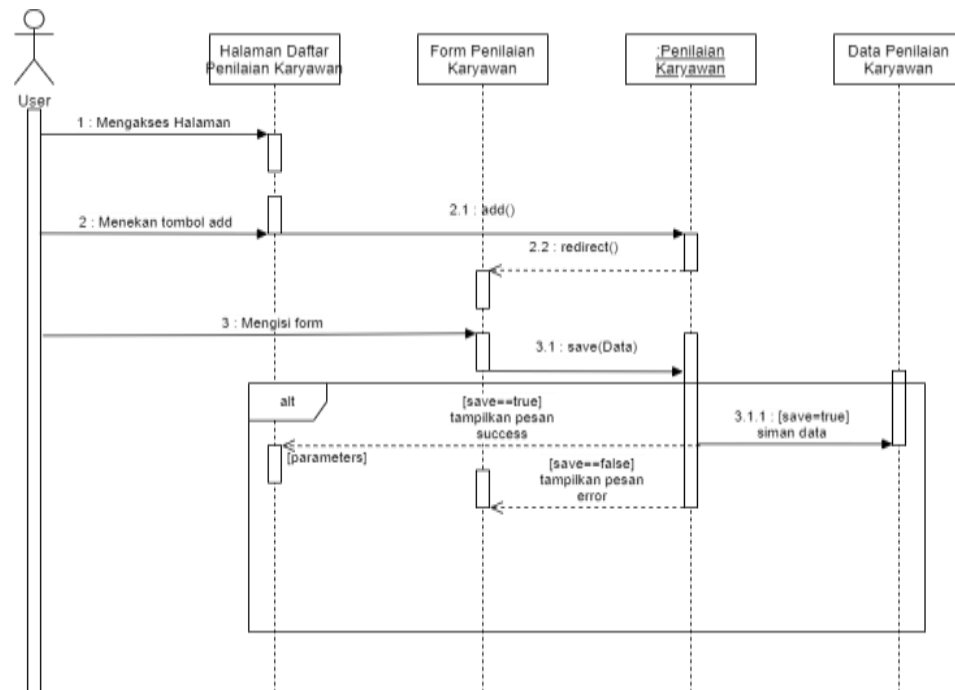 User
Halaman Daftar
Penilaian Karyawan
Form Penilaian
Karyawan
:Penilaian
Karyawan
Data Penilaian
Karyawan
1 : Mengakses Halaman
2 : Menekan tombol add
2.1 : add()
2.2 : redirect()
3 : Mengisi form
3.1 : save(Data)
alt
[save==true]
tampilkan pesan
success
3.1.1 : [save=true]
siman data
[parameters]
[save==false]
tampilkan pesan
error